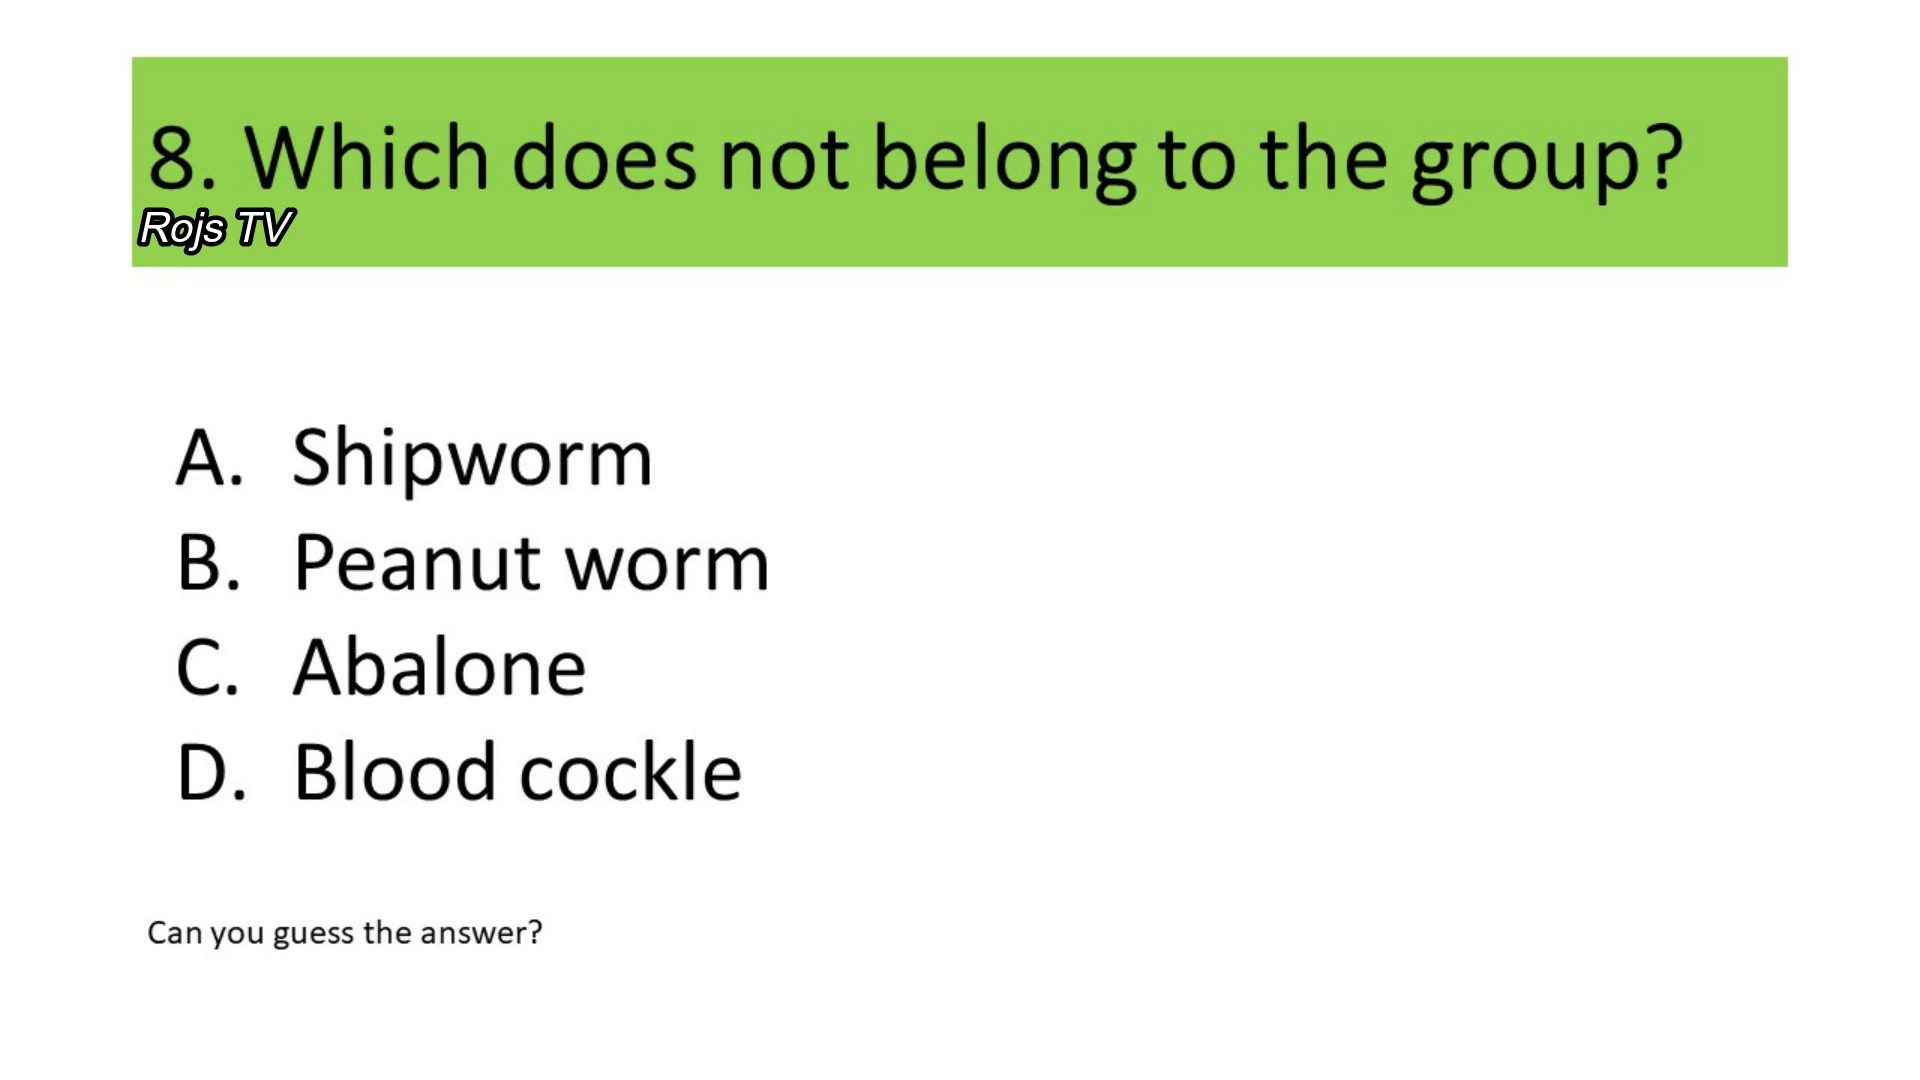 8. Which does not belong to the group?
Rojs TV
A. Shipworm
B. Peanut worm
C. Abalone
D. Blood cockle
Can you guess the answer?